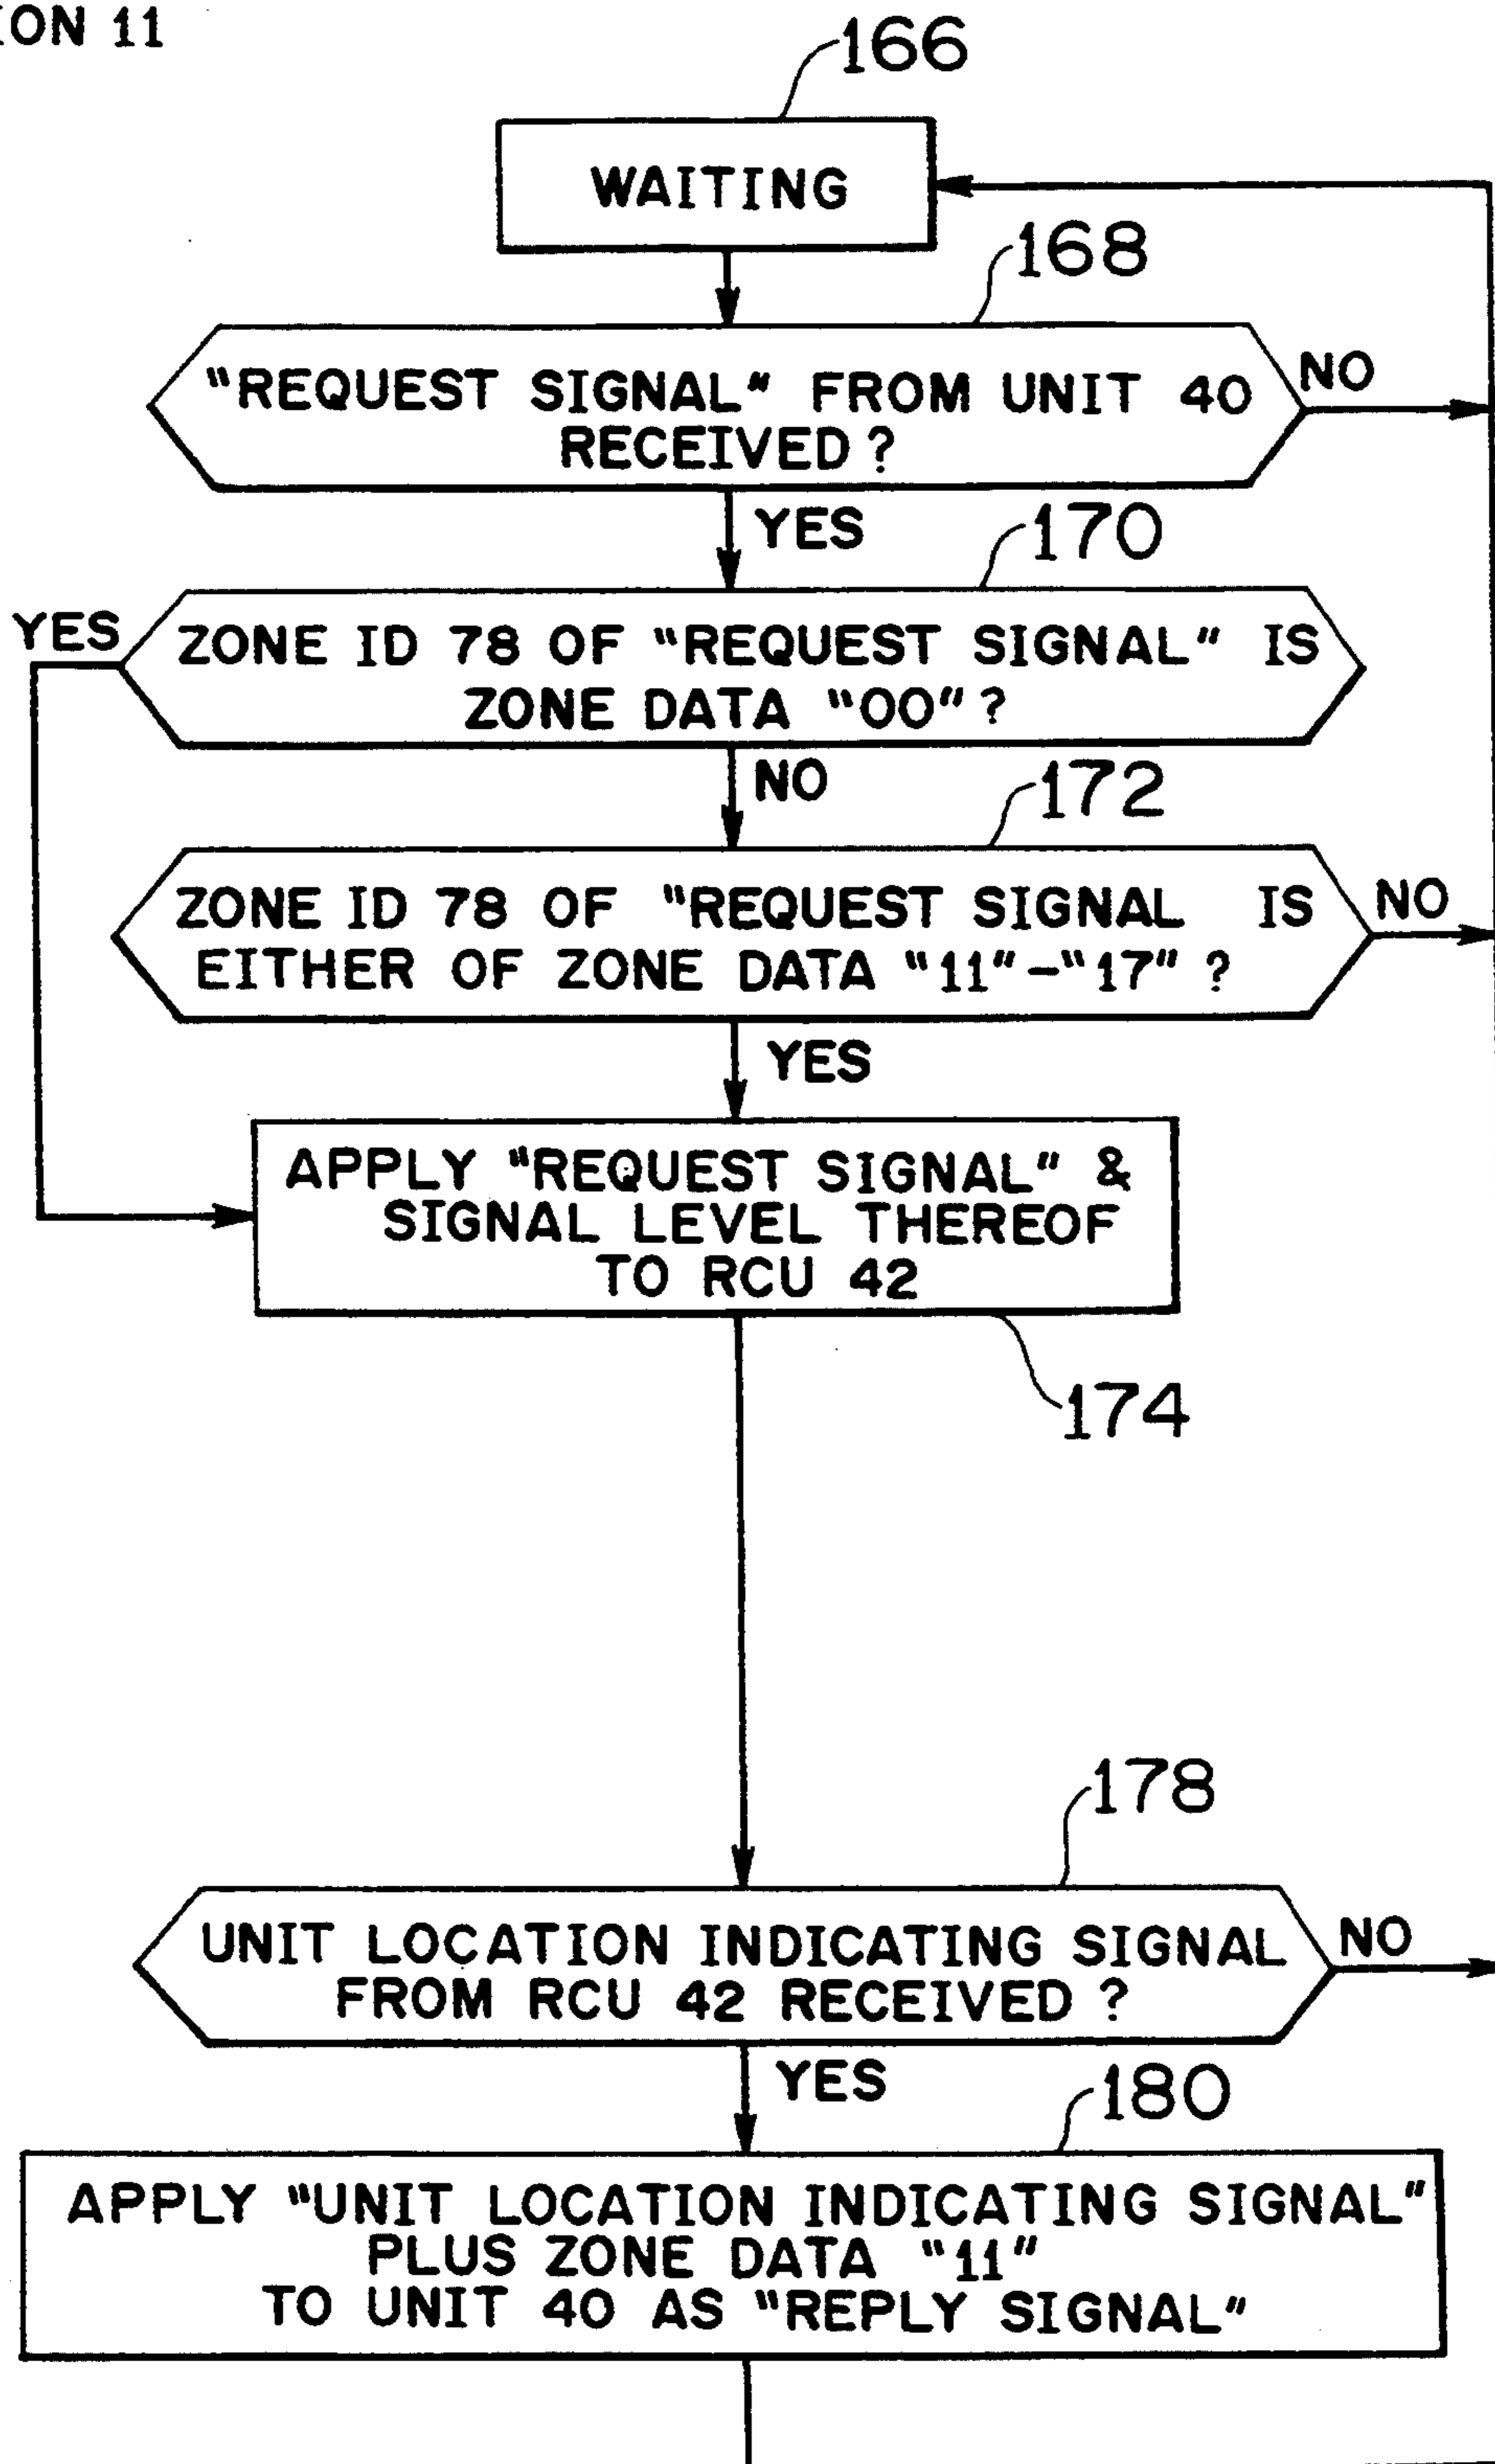 ION 11
166
WAITING
168
"REQUEST SIGNAL" FROM UNIT 40
RECEIVED ?
NO
YES
170
YES
ZONE ID 78 OF "REQUEST SIGNAL" IS
ZONE DATA "00" ?
NO
172
ZONE ID 78 OF "REQUEST SIGNAL IS
EITHER OF ZONE DATA "11"-"17" ?
NO
YES
APPLY "REQUEST SIGNAL" &
SIGNAL LEVEL THEREOF
TO RCU 42
174
178
UNIT LOCATION INDICATING SIGNAL
FROM RCU 42 RECEIVED ?
NO
YES
180
APPLY "UNIT LOCATION INDICATING SIGNAL"
PLUS ZONE DATA "11"
TO UNIT 40 AS "REPLY SIGNAL"